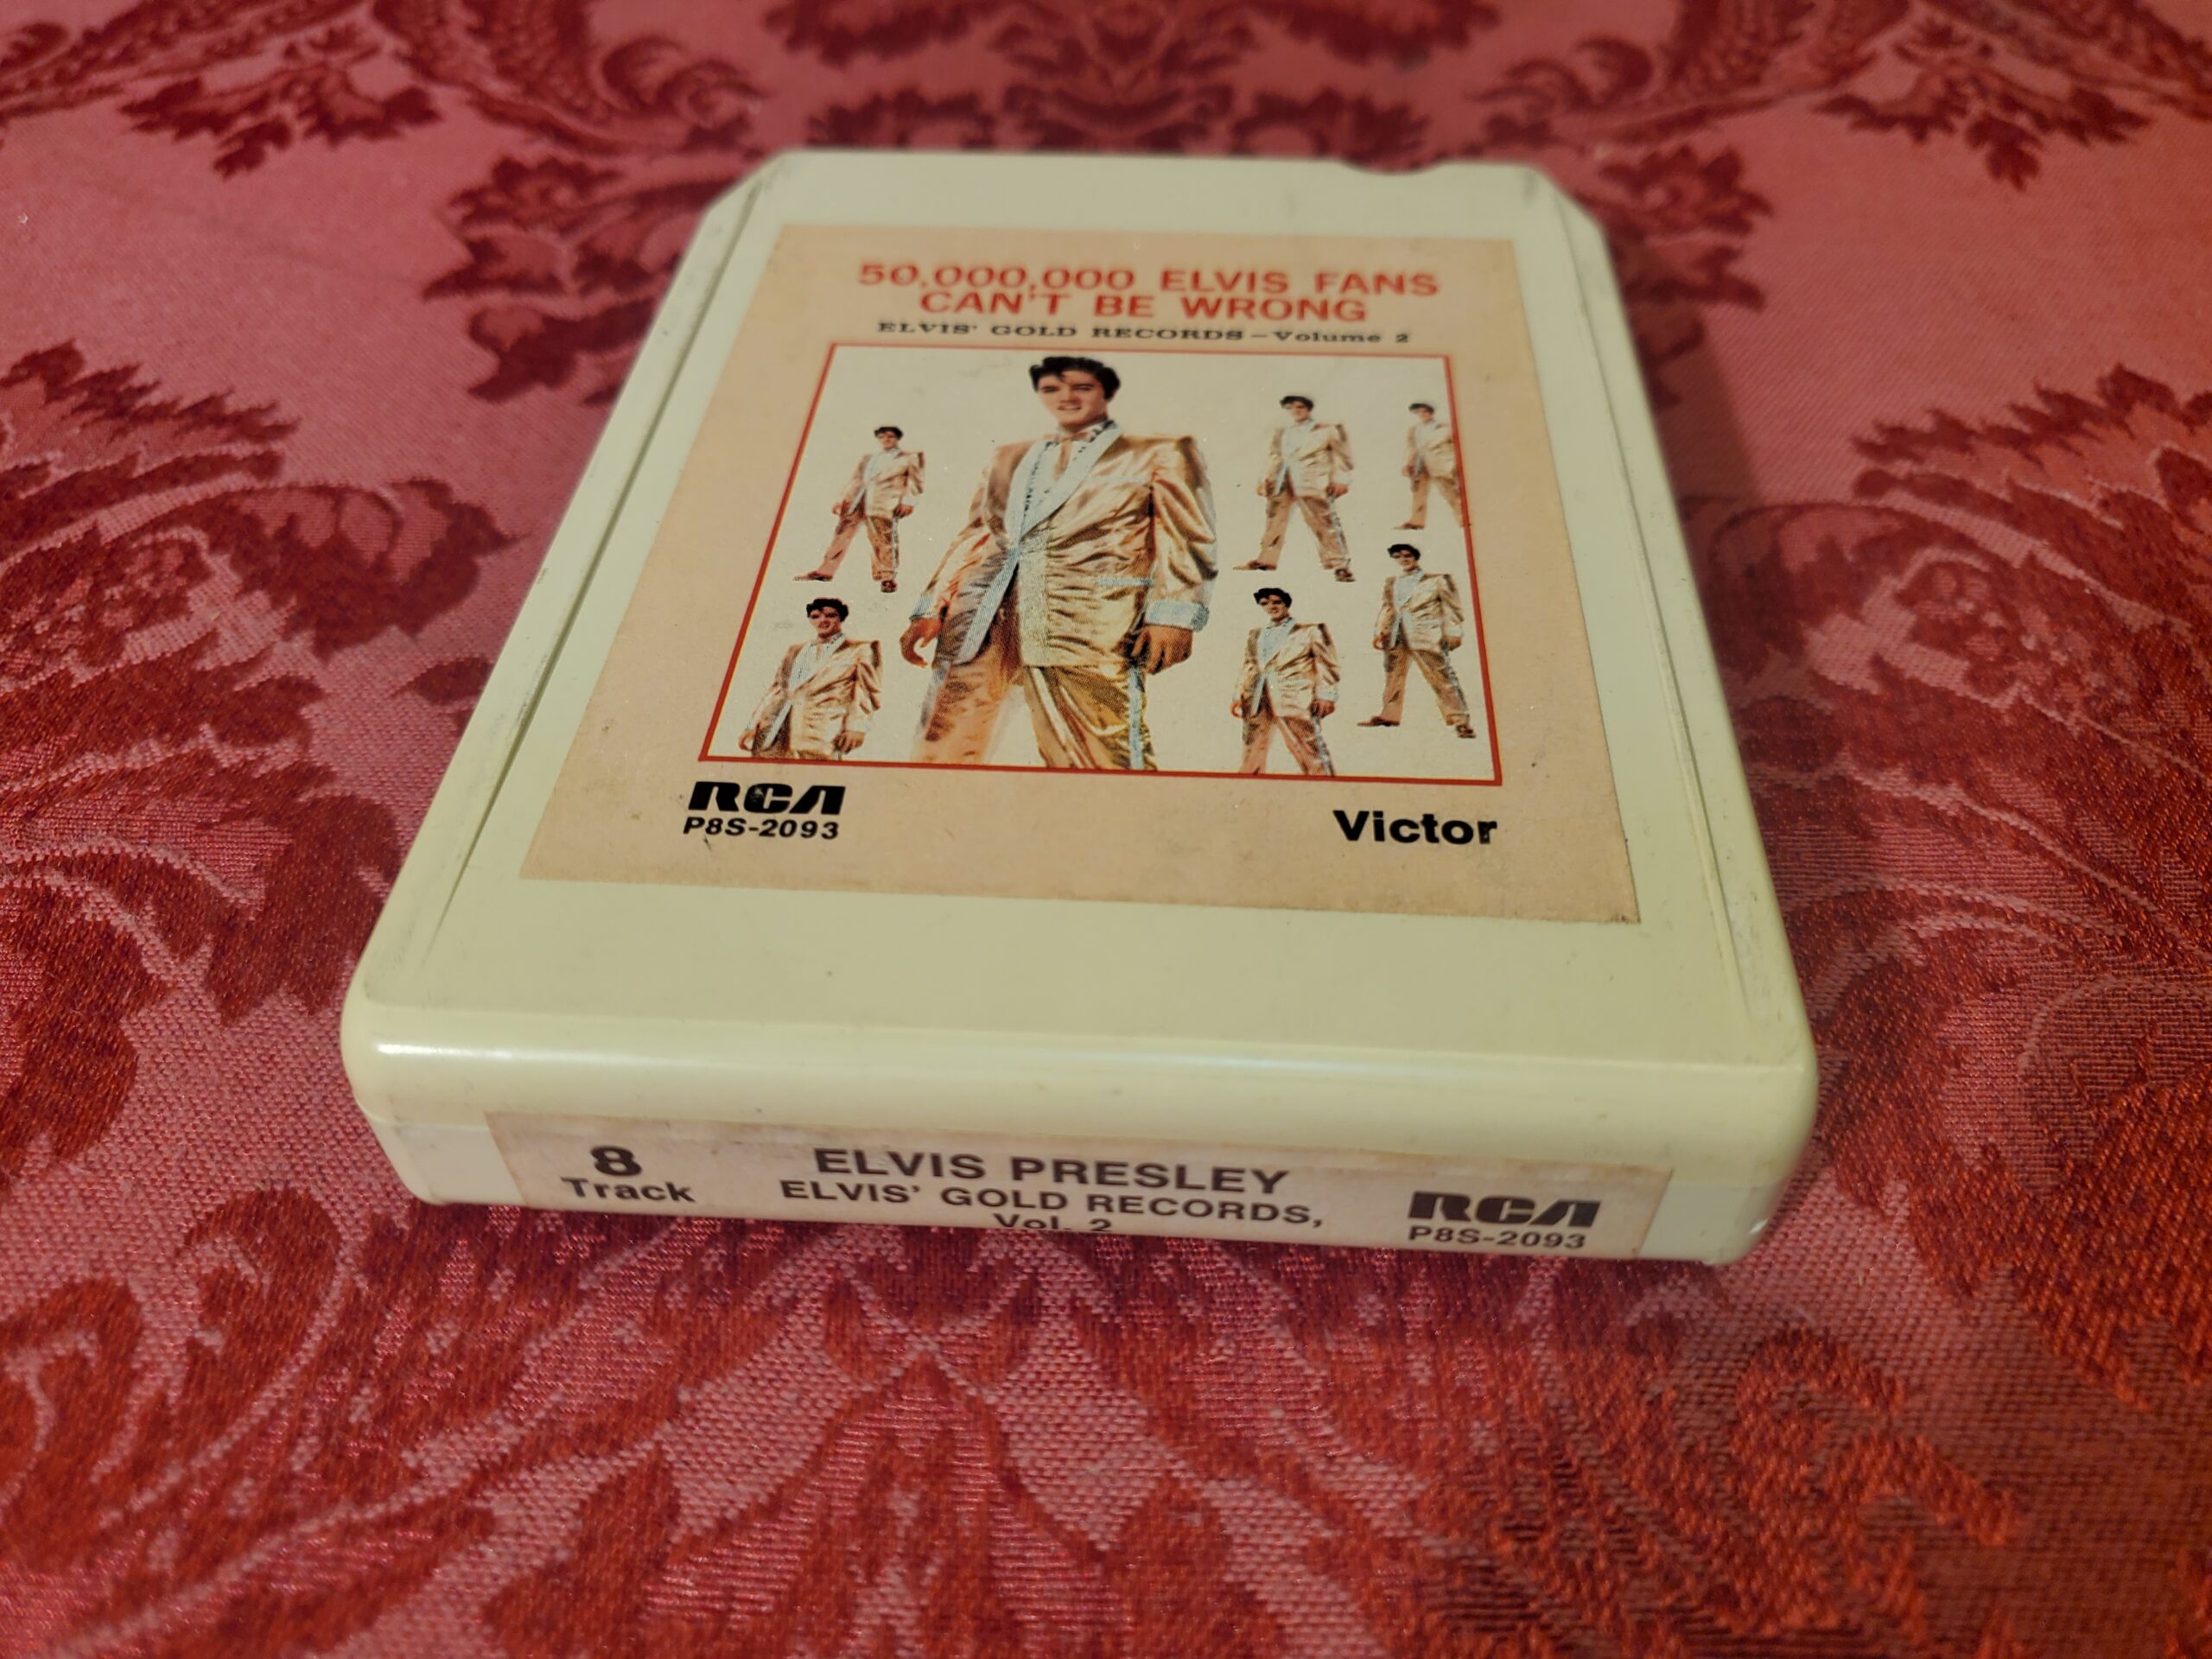 50,000,000 ELVIS FANS
CAN'T BE WRONG
ELVIS' GOLD RECORDS—Volume 2
RCA
P8S-2093
Victor
8
Track
ELVIS PRESLEY
ELVIS' GOLD RECORDS,
Vol. 2
RCA
P8S-2093